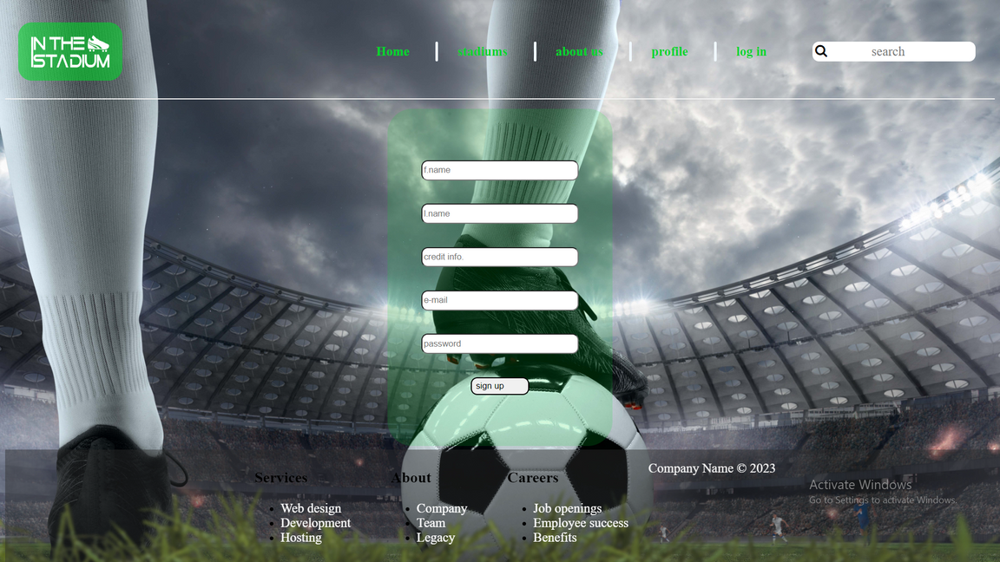 IN THE
STADIUM
Home
stadiums
about us
profile
log in
search
f.name
l.name
credit info.
e-mail
password
sign up
Services
Web design
Development
Hosting
About
Company
Team
Legacy
Careers
Job openings
Employee success
Benefits
Company Name © 2023
Activate Windows
Go to Settings to activate Windows.